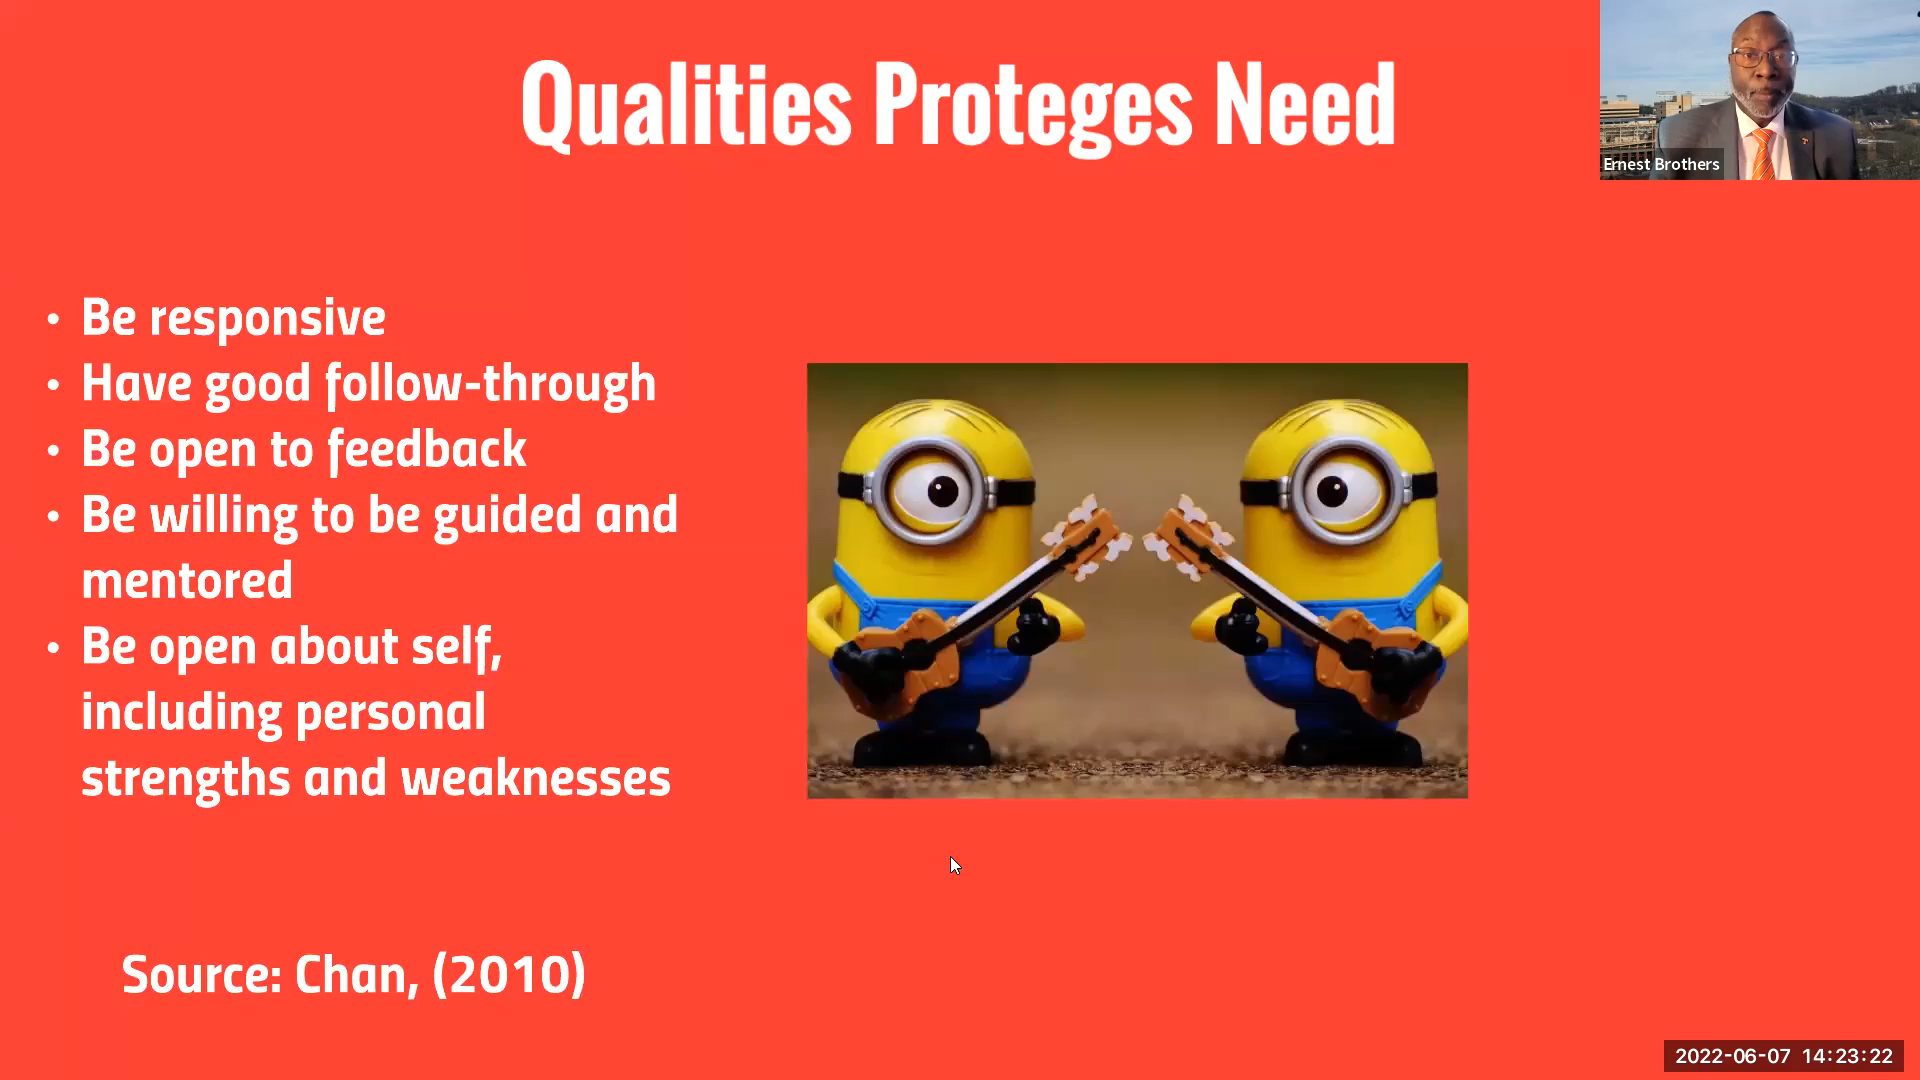 Qualities Proteges Need
Ernest Brothers
• Be responsive
• Have good follow-through
• Be open to feedback
• Be willing to be guided and
mentored
• Be open about self,
including personal
strengths and weaknesses
Source: Chan, (2010)
2022-06-07 14:23:22